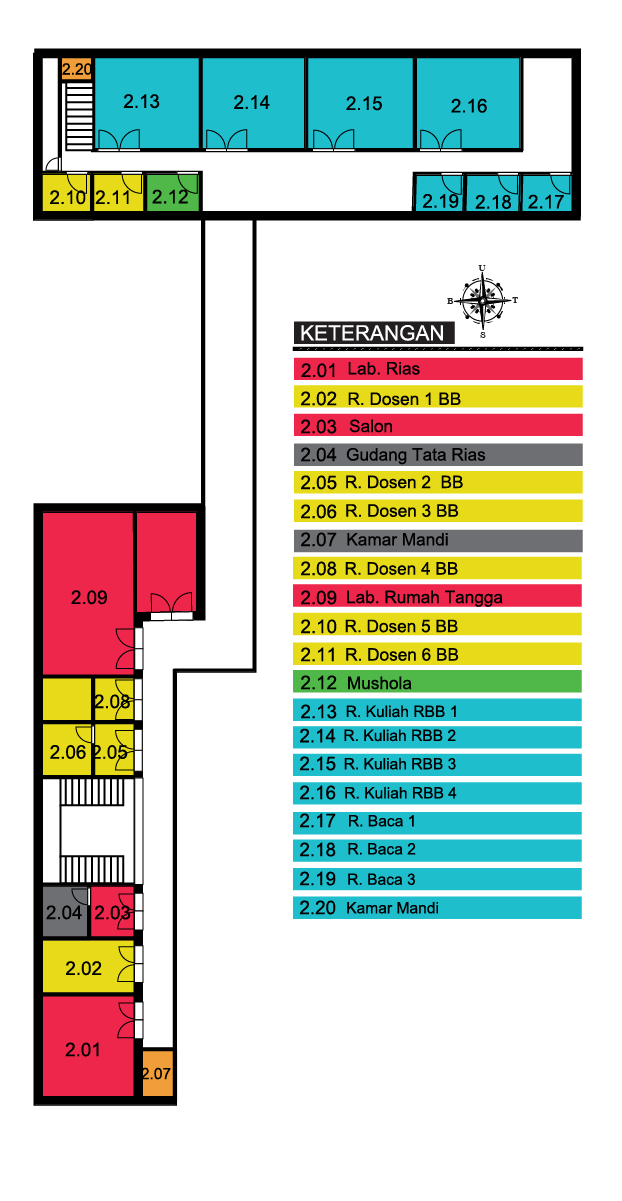 2.20
2.13
2.14
2.15
2.16
2.10
2.11
2.12
2.19
2.18
2.17
U
B
T
S
KETERANGAN
2.01 Lab. Rias
2.02 R. Dosen 1 BB
2.03 Salon
2.04 Gudang Tata Rias
2.05 R. Dosen 2 BB
2.06 R. Dosen 3 BB
2.07 Kamar Mandi
2.08 R. Dosen 4 BB
2.09 Lab. Rumah Tangga
2.10 R. Dosen 5 BB
2.11 R. Dosen 6 BB
2.12 Mushola
2.13 R. Kuliah RBB 1
2.14 R. Kuliah RBB 2
2.15 R. Kuliah RBB 3
2.16 R. Kuliah RBB 4
2.17 R. Baca 1
2.18 R. Baca 2
2.19 R. Baca 3
2.20 Kamar Mandi
2.09
2.08
2.06
2.05
2.04
2.03
2.02
2.01
2.07